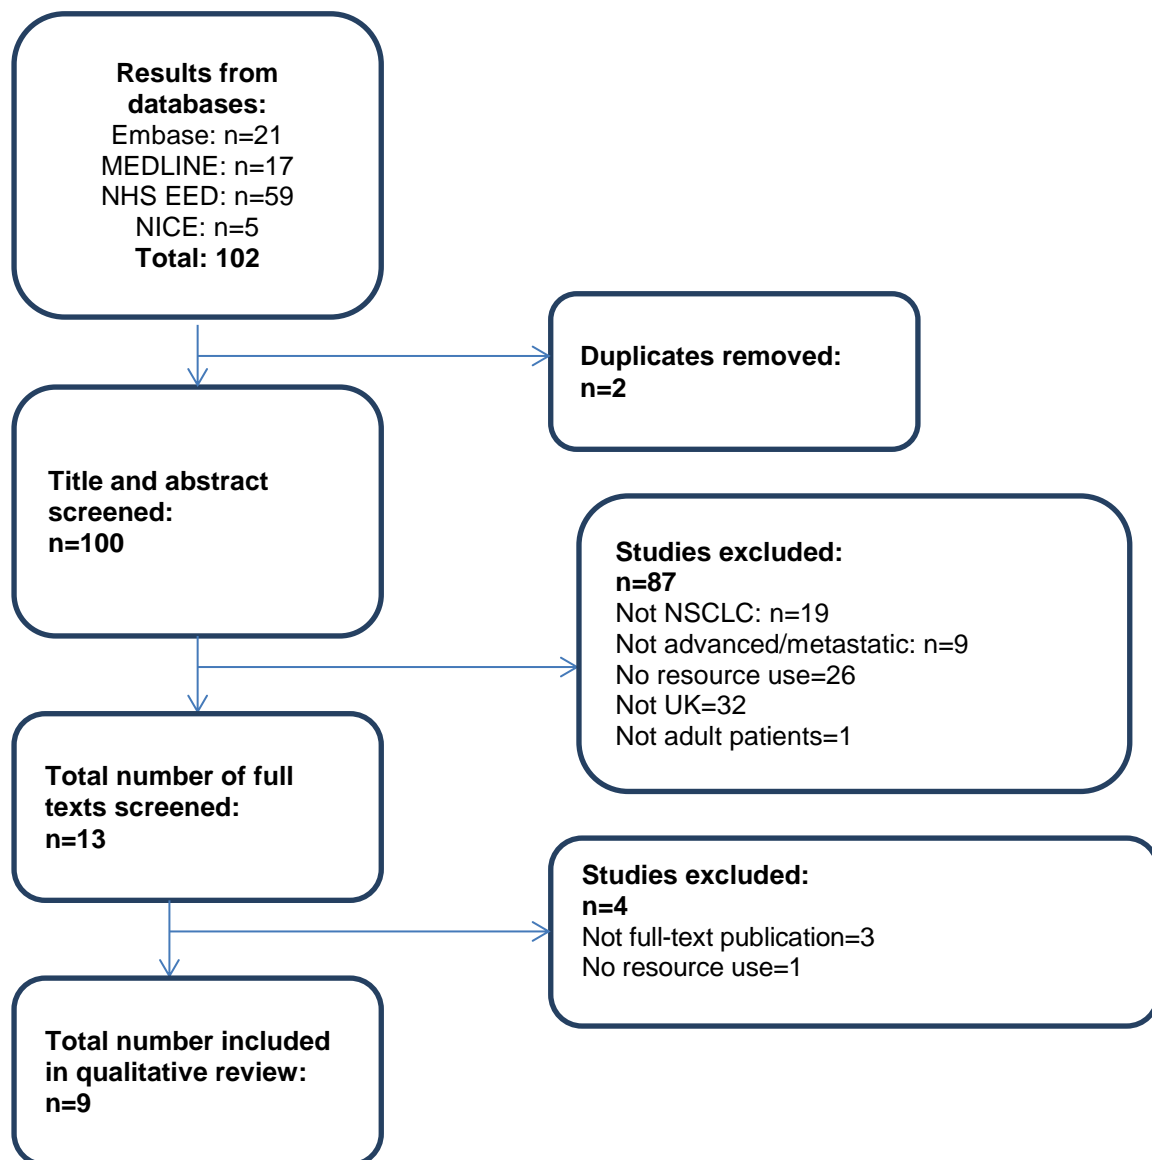 Results from
databases:
Embase: n=21
MEDLINE: n=17
NHS EED: n=59
NICE: n=5
Total: 102
Duplicates removed:
n=2
Title and abstract
screened:
n=100
Studies excluded:
n=87
Not NSCLC: n=19
Not advanced/metastatic: n=9
No resource use=26
Not UK=32
Not adult patients=1
Total number of full
texts screened:
n=13
Studies excluded:
n=4
Not full-text publication=3
No resource use=1
Total number included
in qualitative review:
n=9